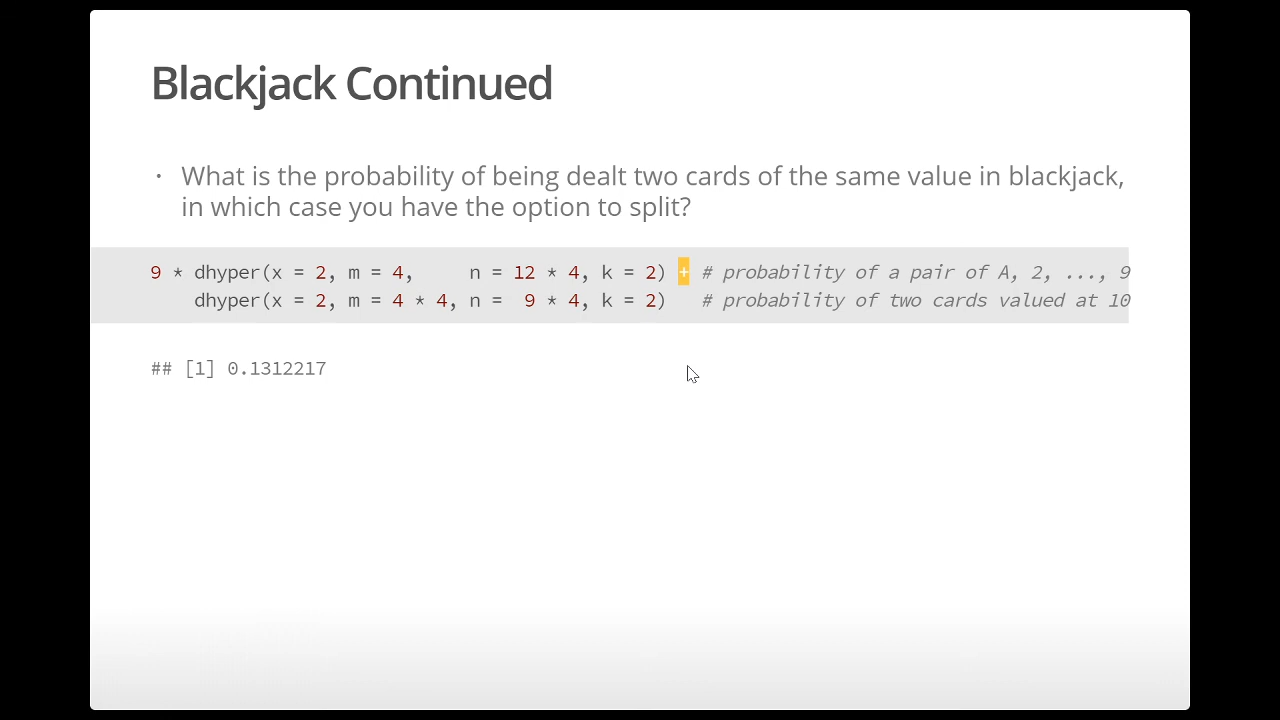 Blackjack Continued
• What is the probability of being dealt two cards of the same value in blackjack,
in which case you have the option to split?
9 * dhyper(x = 2, m = 4,     n = 12 * 4, k = 2) + # probability of a pair of A, 2, ..., 9
    dhyper(x = 2, m = 4 * 4, n =  9 * 4, k = 2)   # probability of two cards valued at 10
## [1] 0.1312217